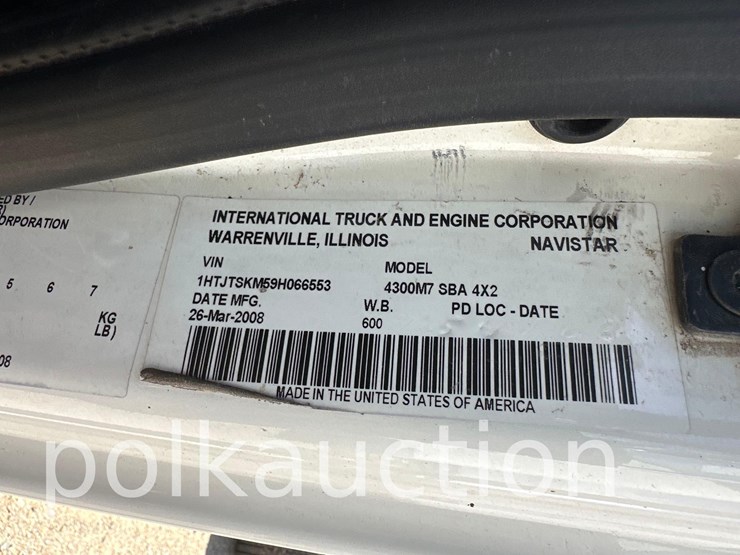 ED BY /
R)
ORPORATION
5 6 7
KG
LB)
08
INTERNATIONAL TRUCK AND ENGINE CORPORATION
WARRENVILLE, ILLINOIS NAVISTAR
VIN MODEL
1HTJTSKM59H066553 4300M7 SBA 4X2
DATE MFG. W.B. PD LOC - DATE
26-Mar-2008 600
MADE IN THE UNITED STATES OF AMERICA
polkauction